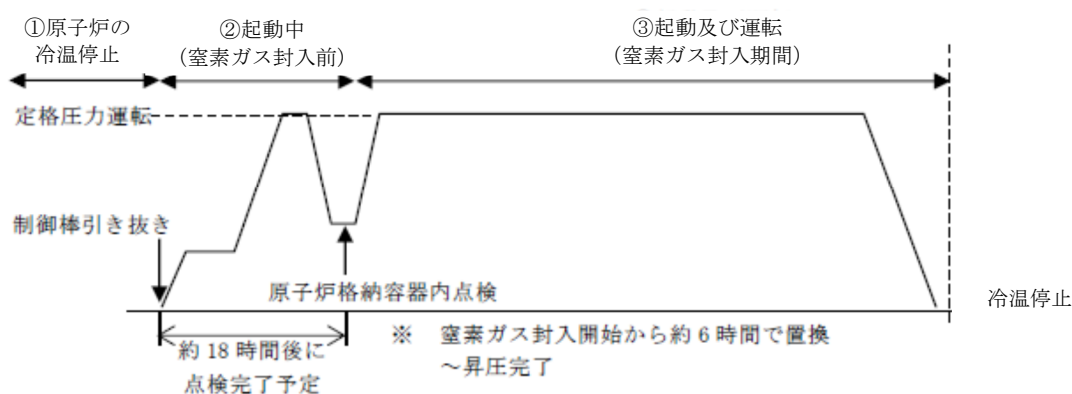 ①原子炉の
冷温停止
②起動中
(窒素ガス封入前)
③起動及び運転
(窒素ガス封入期間)
定格圧力運転
制御棒引き抜き
原子炉格納容器内点検
冷温停止
約 18 時間後に
点検完了予定
※ 窒素ガス封入開始から約 6 時間で置換
~昇圧完了